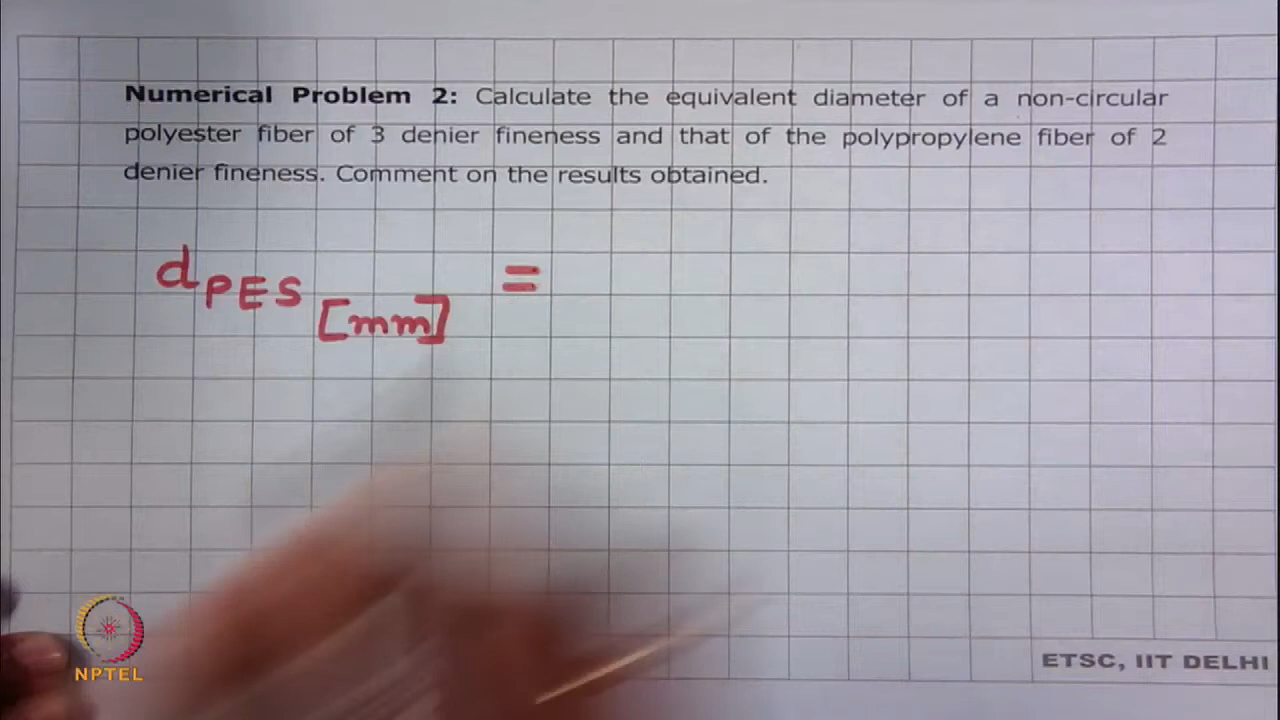 Numerical Problem 2: Calculate the equivalent diameter of a non-circular
polyester fiber of 3 denier fineness and that of the polypropylene fiber of 2
denier fineness. Comment on the results obtained.
dPES [mm] =
NPTEL
ETSC, IIT DELHI